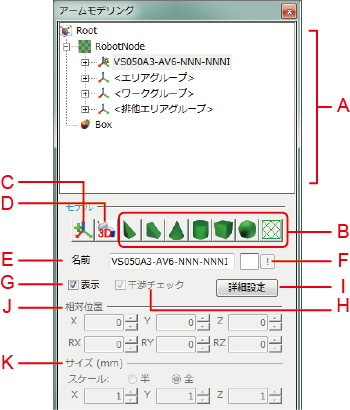 アームモデリング
Root
RobotNode
VS050A3-AV6-NNN-NNNI
<エリアグループ>
<ワークグループ>
<排他エリアグループ>
Box
A
C
D
モデル
3D
B
E
名前
VS050A3-AV6-NNN-NNNI
!
F
G
表示
干渉チェック
詳細設定
I
H
J
相対位置
X 0 Y 0 Z 0
RX 0 RY 0 RZ 0
K
サイズ (mm)
スケール: 半 全
X 1 Y 1 Z 1